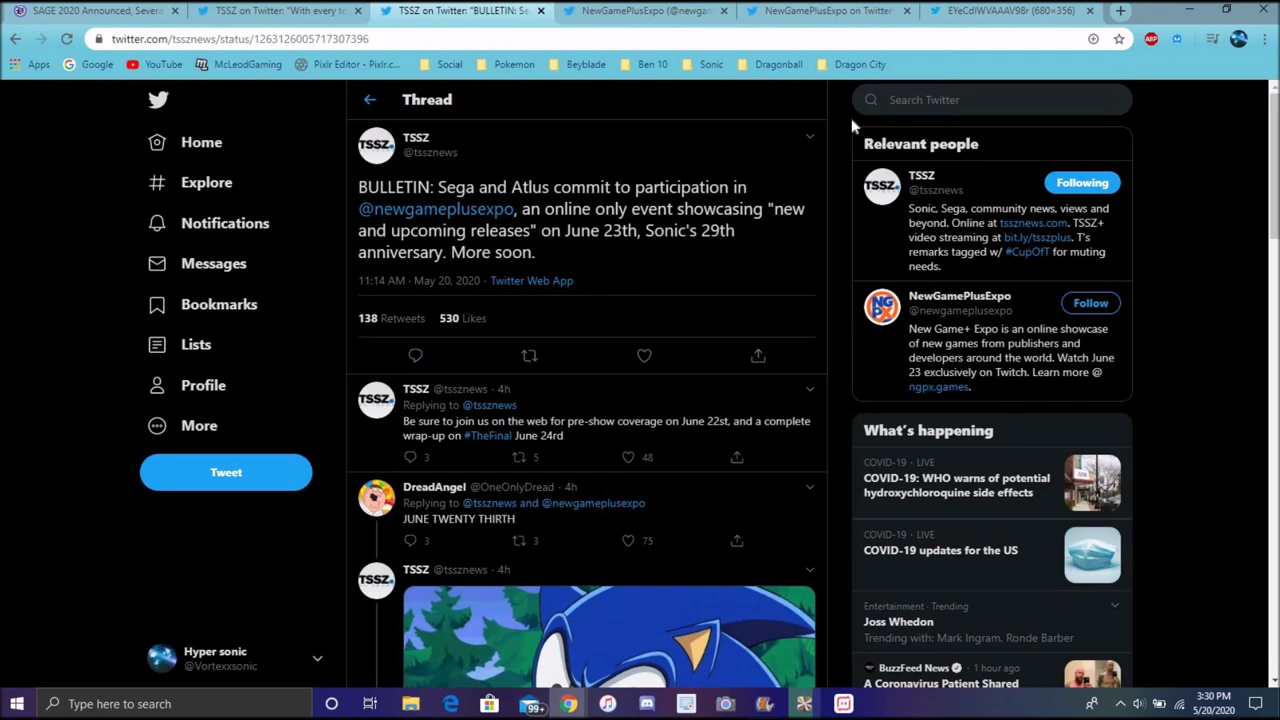 SAGE 2020 Announced, Severa
TSSZ on Twitter: "With every t
TSSZ on Twitter: "BULLETIN: Se
NewGamePlusExpo (@newgam
NewGamePlusExpo on Twitter
EYeCdIWVAAAV98r (680×356)
twitter.com/tssznews/status/1263126005717307396
ABP
Apps
Google
YouTube
McLeodGaming
Pixlr Editor - Pixlr.c...
Social
Pokemon
Beyblade
Ben 10
Sonic
Dragonball
Dragon City
Home
Explore
Notifications
Messages
Bookmarks
Lists
Profile
More
Tweet
Hyper sonic
@Vortexxsonic
Thread
TSSZ.
TSSZ
@tssznews
BULLETIN: Sega and Atlus commit to participation in
@newgameplusexpo, an online only event showcasing "new
and upcoming releases" on June 23th, Sonic's 29th
anniversary. More soon.
11:14 AM · May 20, 2020 · Twitter Web App
138 Retweets 530 Likes
TSSZ.
TSSZ @tssznews · 4h
Replying to @tssznews
Be sure to join us on the web for pre-show coverage on June 22st, and a complete
wrap-up on #TheFinal June 24rd
3 5 48
DreadAngel @OneOnlyDread · 4h
Replying to @tssznews and @newgameplusexpo
JUNE TWENTY THIRTH
3 3 75
TSSZ.
TSSZ @tssznews · 4h
Search Twitter
Relevant people
TSSZ.
TSSZ
@tssznews
Following
Sonic, Sega, community news, views and
beyond. Online at tssznews.com. TSSZ+
video streaming at bit.ly/tsszplus. T's
remarks tagged w/ #CupOfT for muting
needs.
NG
PX
NewGamePlusExpo
@newgameplusexpo
Follow
New Game+ Expo is an online showcase
of new games from publishers and
developers around the world. Watch June
23 exclusively on Twitch. Learn more @
ngpx.games.
What's happening
COVID-19 · LIVE
COVID-19: WHO warns of potential
hydroxychloroquine side effects
COVID-19 · LIVE
COVID-19 updates for the US
Entertainment · Trending
Joss Whedon
Trending with: Mark Ingram, Ronde Barber
BuzzFeed News · 1 hour ago
A Coronavirus Patient Shared
Type here to search
99+
3:30 PM
5/20/2020